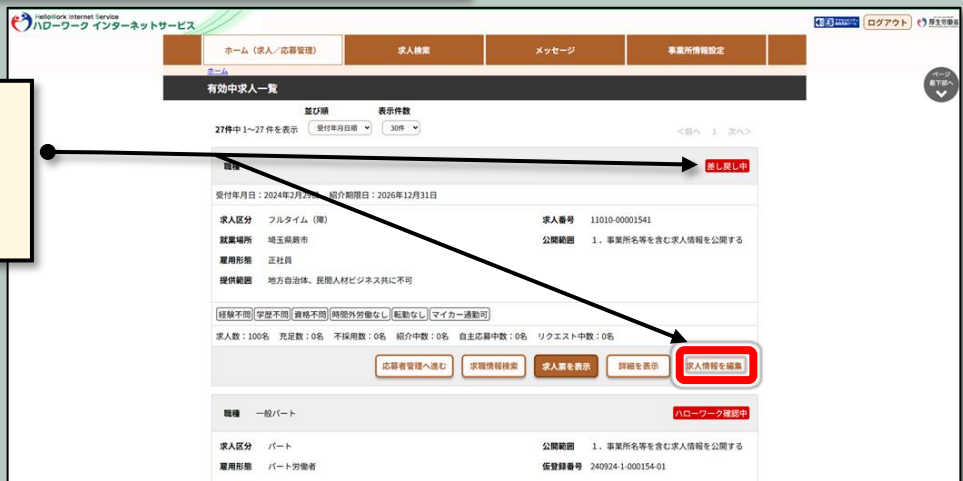 HelloWork Internet Service
ハローワーク インターネットサービス
ログアウト
厚生労働省
ホーム（求人／応募管理）
求人検索
メッセージ
事業所情報設定
ホーム
有効中求人一覧
ページ
最下部へ
並び順 表示件数
27件中 1～27 件を表示 受付年月日順 30件
<前へ 1 次へ>
職種 差し戻し中
受付年月日：2024年2月29日 紹介期限日：2026年12月31日
求人区分 フルタイム（障） 求人番号 11010-00001541
就業場所 埼玉県蕨市 公開範囲 １．事業所名等を含む求人情報を公開する
雇用形態 正社員
提供範囲 地方自治体、民間人材ビジネス共に不可
経験不問 学歴不問 資格不問 時間外労働なし 転勤なし マイカー通勤可
求人数：100名 充足数：0名 不採用数：0名 紹介中数：0名 自主応募中数：0名 リクエスト中数：0名
応募者管理へ進む 求職情報検索 求人票を表示 詳細を表示 求人情報を編集
職種 一般パート ハローワーク確認中
求人区分 パート 公開範囲 １．事業所名等を含む求人情報を公開する
雇用形態 パート労働者 仮登録番号 240924-1-000154-01